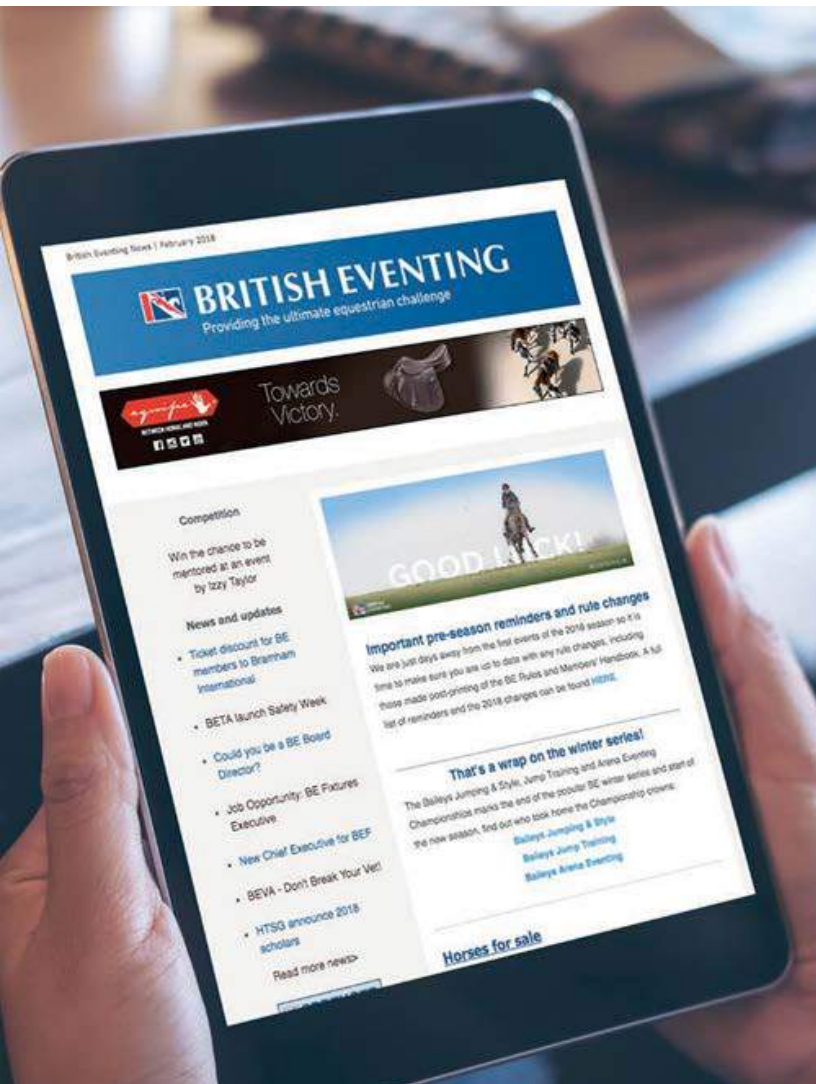 British Eventing News | February 2018
BRITISH EVENTING
Providing the ultimate equestrian challenge
Towards
Victory.
BETWEEN HORSE AND RIDER
Competition
Win the chance to be
mentored at an event
by Izzy Taylor
News and updates
• Ticket discount for BE
members to Bramham
International
• BETA launch Safety Week
• Could you be a BE Board
Director?
• Job Opportunity: BE Fixtures
Executive
• New Chief Executive for BEF
• BEVA - Don't Break Your Vet!
• HTSG announce 2018
scholars
Read more news>
GOOD LUCK!
Important pre-season reminders and rule changes
We are just days away from the first events of the 2018 season so it is
time to make sure you are up to date with any rule changes, including
those made post-printing of the BE Rules and Members' Handbook. A full
list of reminders and the 2018 changes can be found HERE.
That's a wrap on the winter series!
The Baileys Jumping & Style, Jump Training and Arena Eventing
Championships marks the end of the popular BE winter series and start of
the new season, find out who took home the Championship crowns:
Baileys Jumping & Style
Baileys Jump Training
Baileys Arena Eventing
Horses for sale